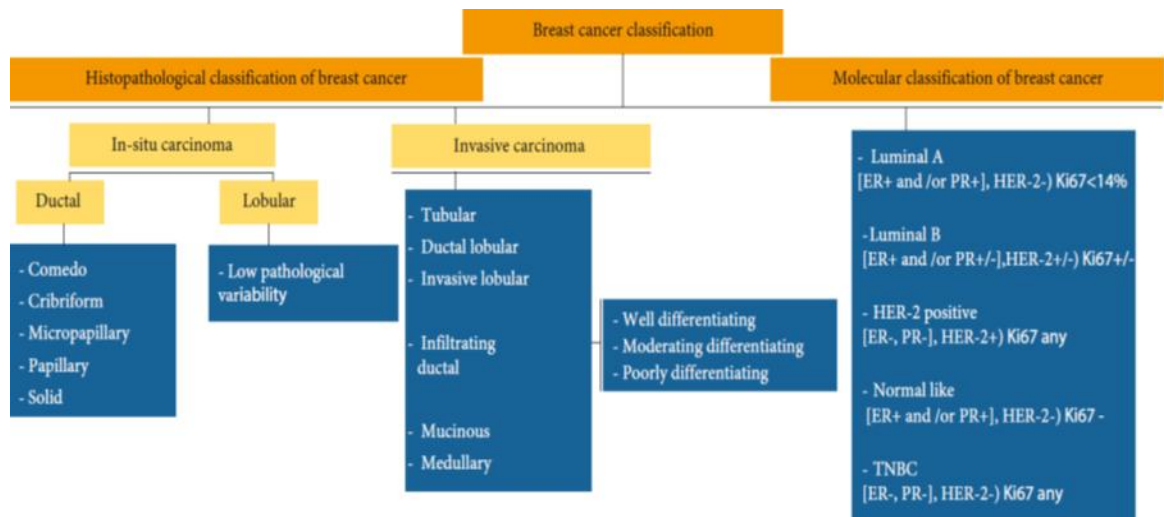 Breast cancer classification
Histopathological classification of breast cancer
Molecular classification of breast cancer
In-situ carcinoma
Invasive carcinoma
Ductal
Lobular
- Comedo
- Cribriform
- Micropapillary
- Papillary
- Solid
- Low pathological
variability
- Tubular
- Ductal lobular
- Invasive lobular
- Infiltrating
ductal
- Mucinous
- Medullary
- Well differentiating
- Moderating differentiating
- Poorly differentiating
- Luminal A
[ER+ and /or PR+], HER-2-) Ki67<14%
-Luminal B
[ER+ and /or PR+/-],HER-2+/-) Ki67+/-
- HER-2 positive
[ER-, PR-], HER-2+) Ki67 any
- Normal like
[ER+ and /or PR+], HER-2-) Ki67 -
- TNBC
[ER-, PR-], HER-2-) Ki67 any